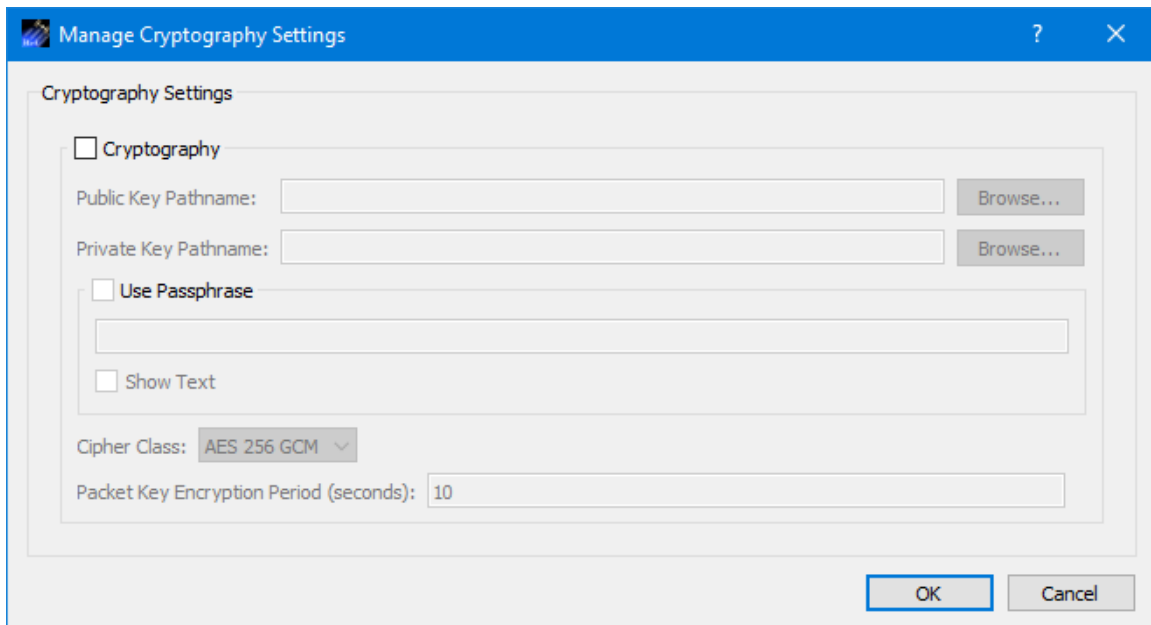 Manage Cryptography Settings ?
Cryptography Settings
Cryptography
Public Key Pathname: Browse...
Private Key Pathname: Browse...
Use Passphrase
Show Text
Cipher Class: AES 256 GCM
Packet Key Encryption Period (seconds): 10
OK Cancel